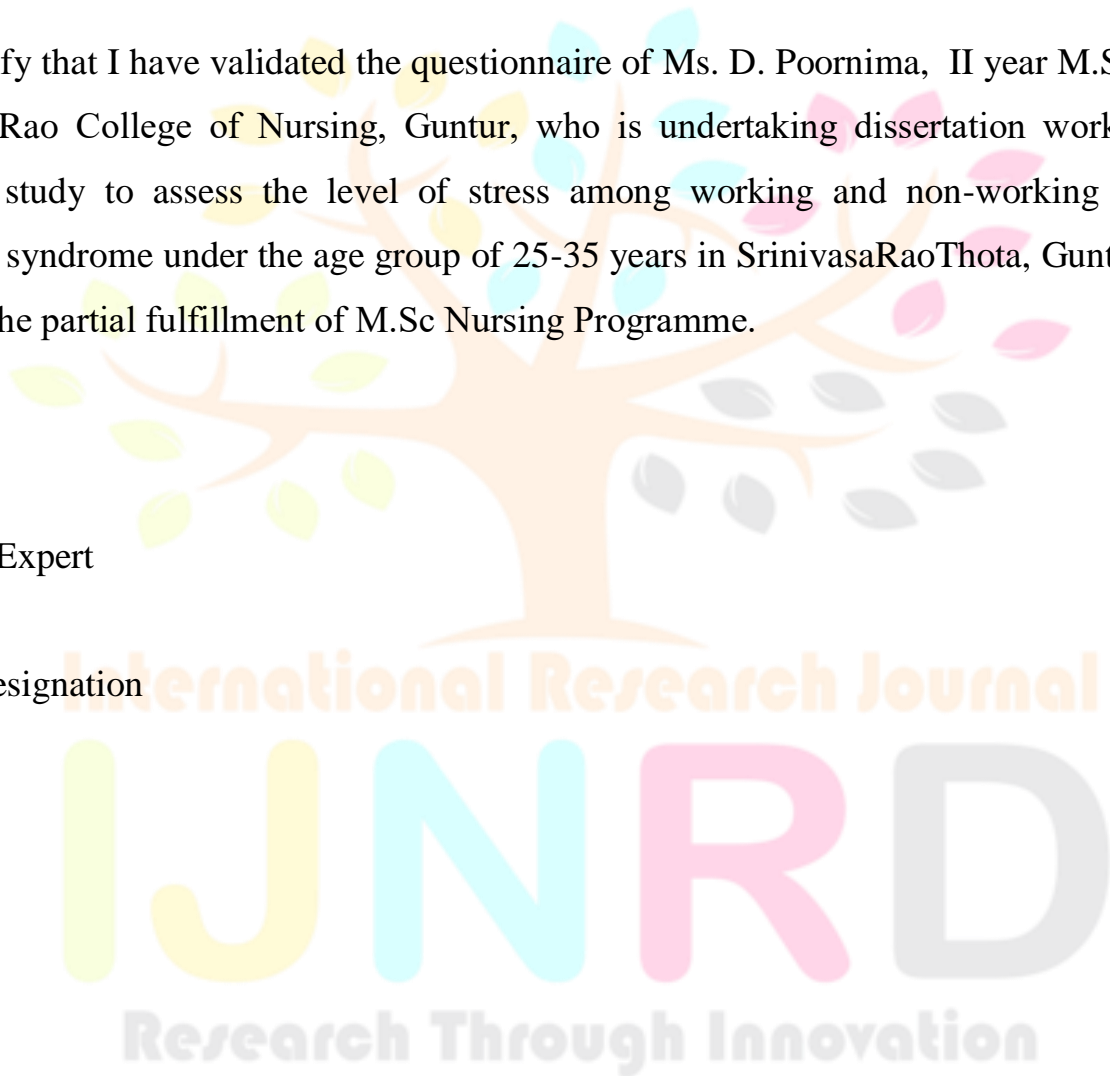 fy that I have validated the questionnaire of Ms. D. Poornima, II year M.S
Rao College of Nursing, Guntur, who is undertaking dissertation work
study to assess the level of stress among working and non-working
syndrome under the age group of 25-35 years in SrinivasaRaoThota, Gunt
he partial fulfillment of M.Sc Nursing Programme.
Expert
esignation
International Research Journal
IJNRD
Research Through Innovation